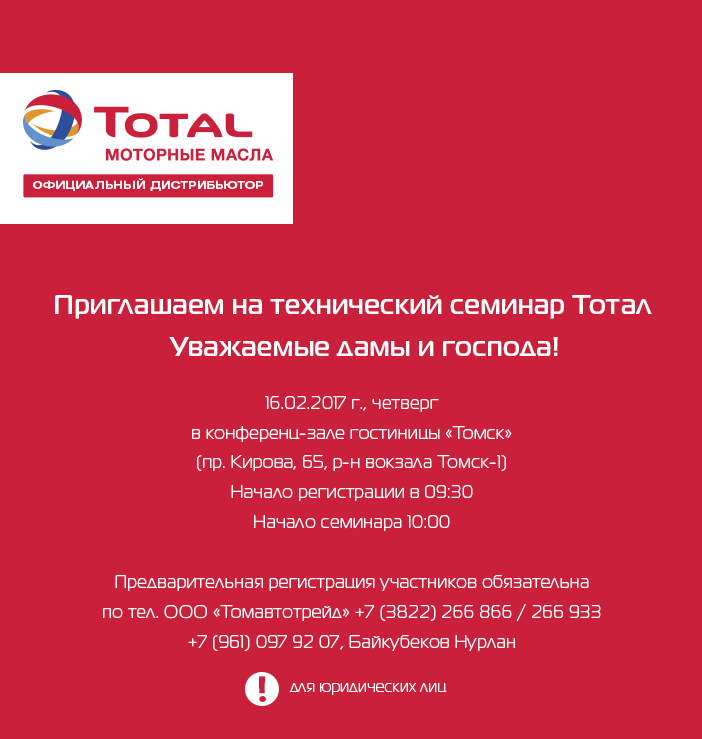 TOTAL
МОТОРНЫЕ МАСЛА
ОФИЦИАЛЬНЫЙ ДИСТРИБЬЮТОР
Приглашаем на технический семинар Тотал
Уважаемые дамы и господа!
16.02.2017 г., четверг
в конференц-зале гостиницы «Томск»
(пр. Кирова, 65, р-н вокзала Томск-1)
Начало регистрации в 09:30
Начало семинара 10:00
Предварительная регистрация участников обязательна
по тел. ООО «Томавтотрейд» +7 (3822) 266 866 / 266 933
+7 (961) 097 92 07, Байкубеков Нурлан
! для юридических лиц